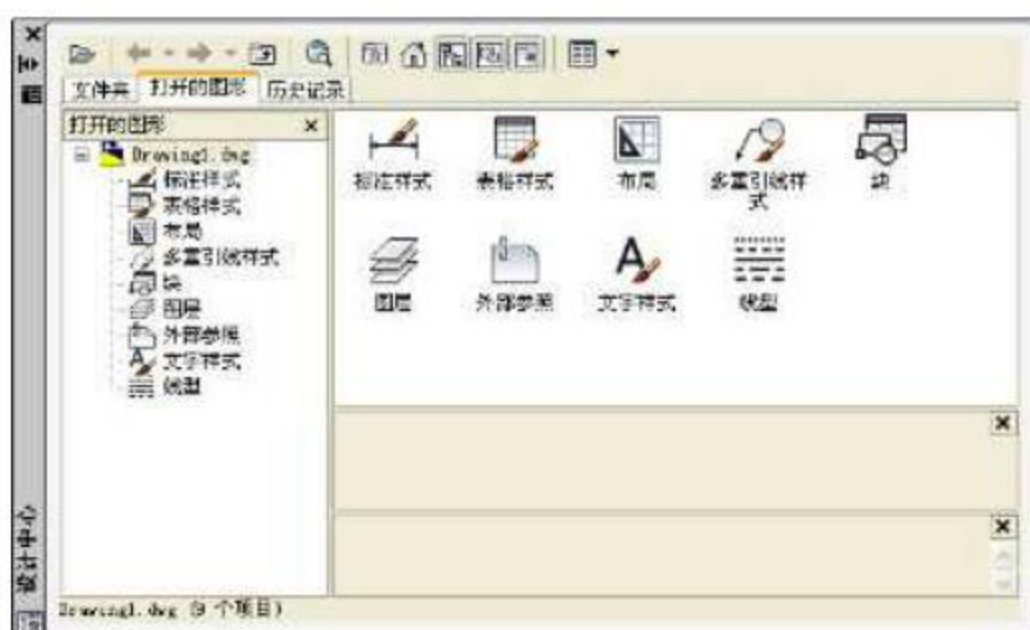 文件夹 打开的图形 历史记录
打开的图形
Drawing1.dwg
标注样式
表格样式
布局
多重引线样式
块
图层
外部参照
文字样式
线型
标注样式 表格样式 布局 多重引线样
式 块
图层 外部参照 文字样式 线型
设计中心
Drawing1.dwg (9 个项目)